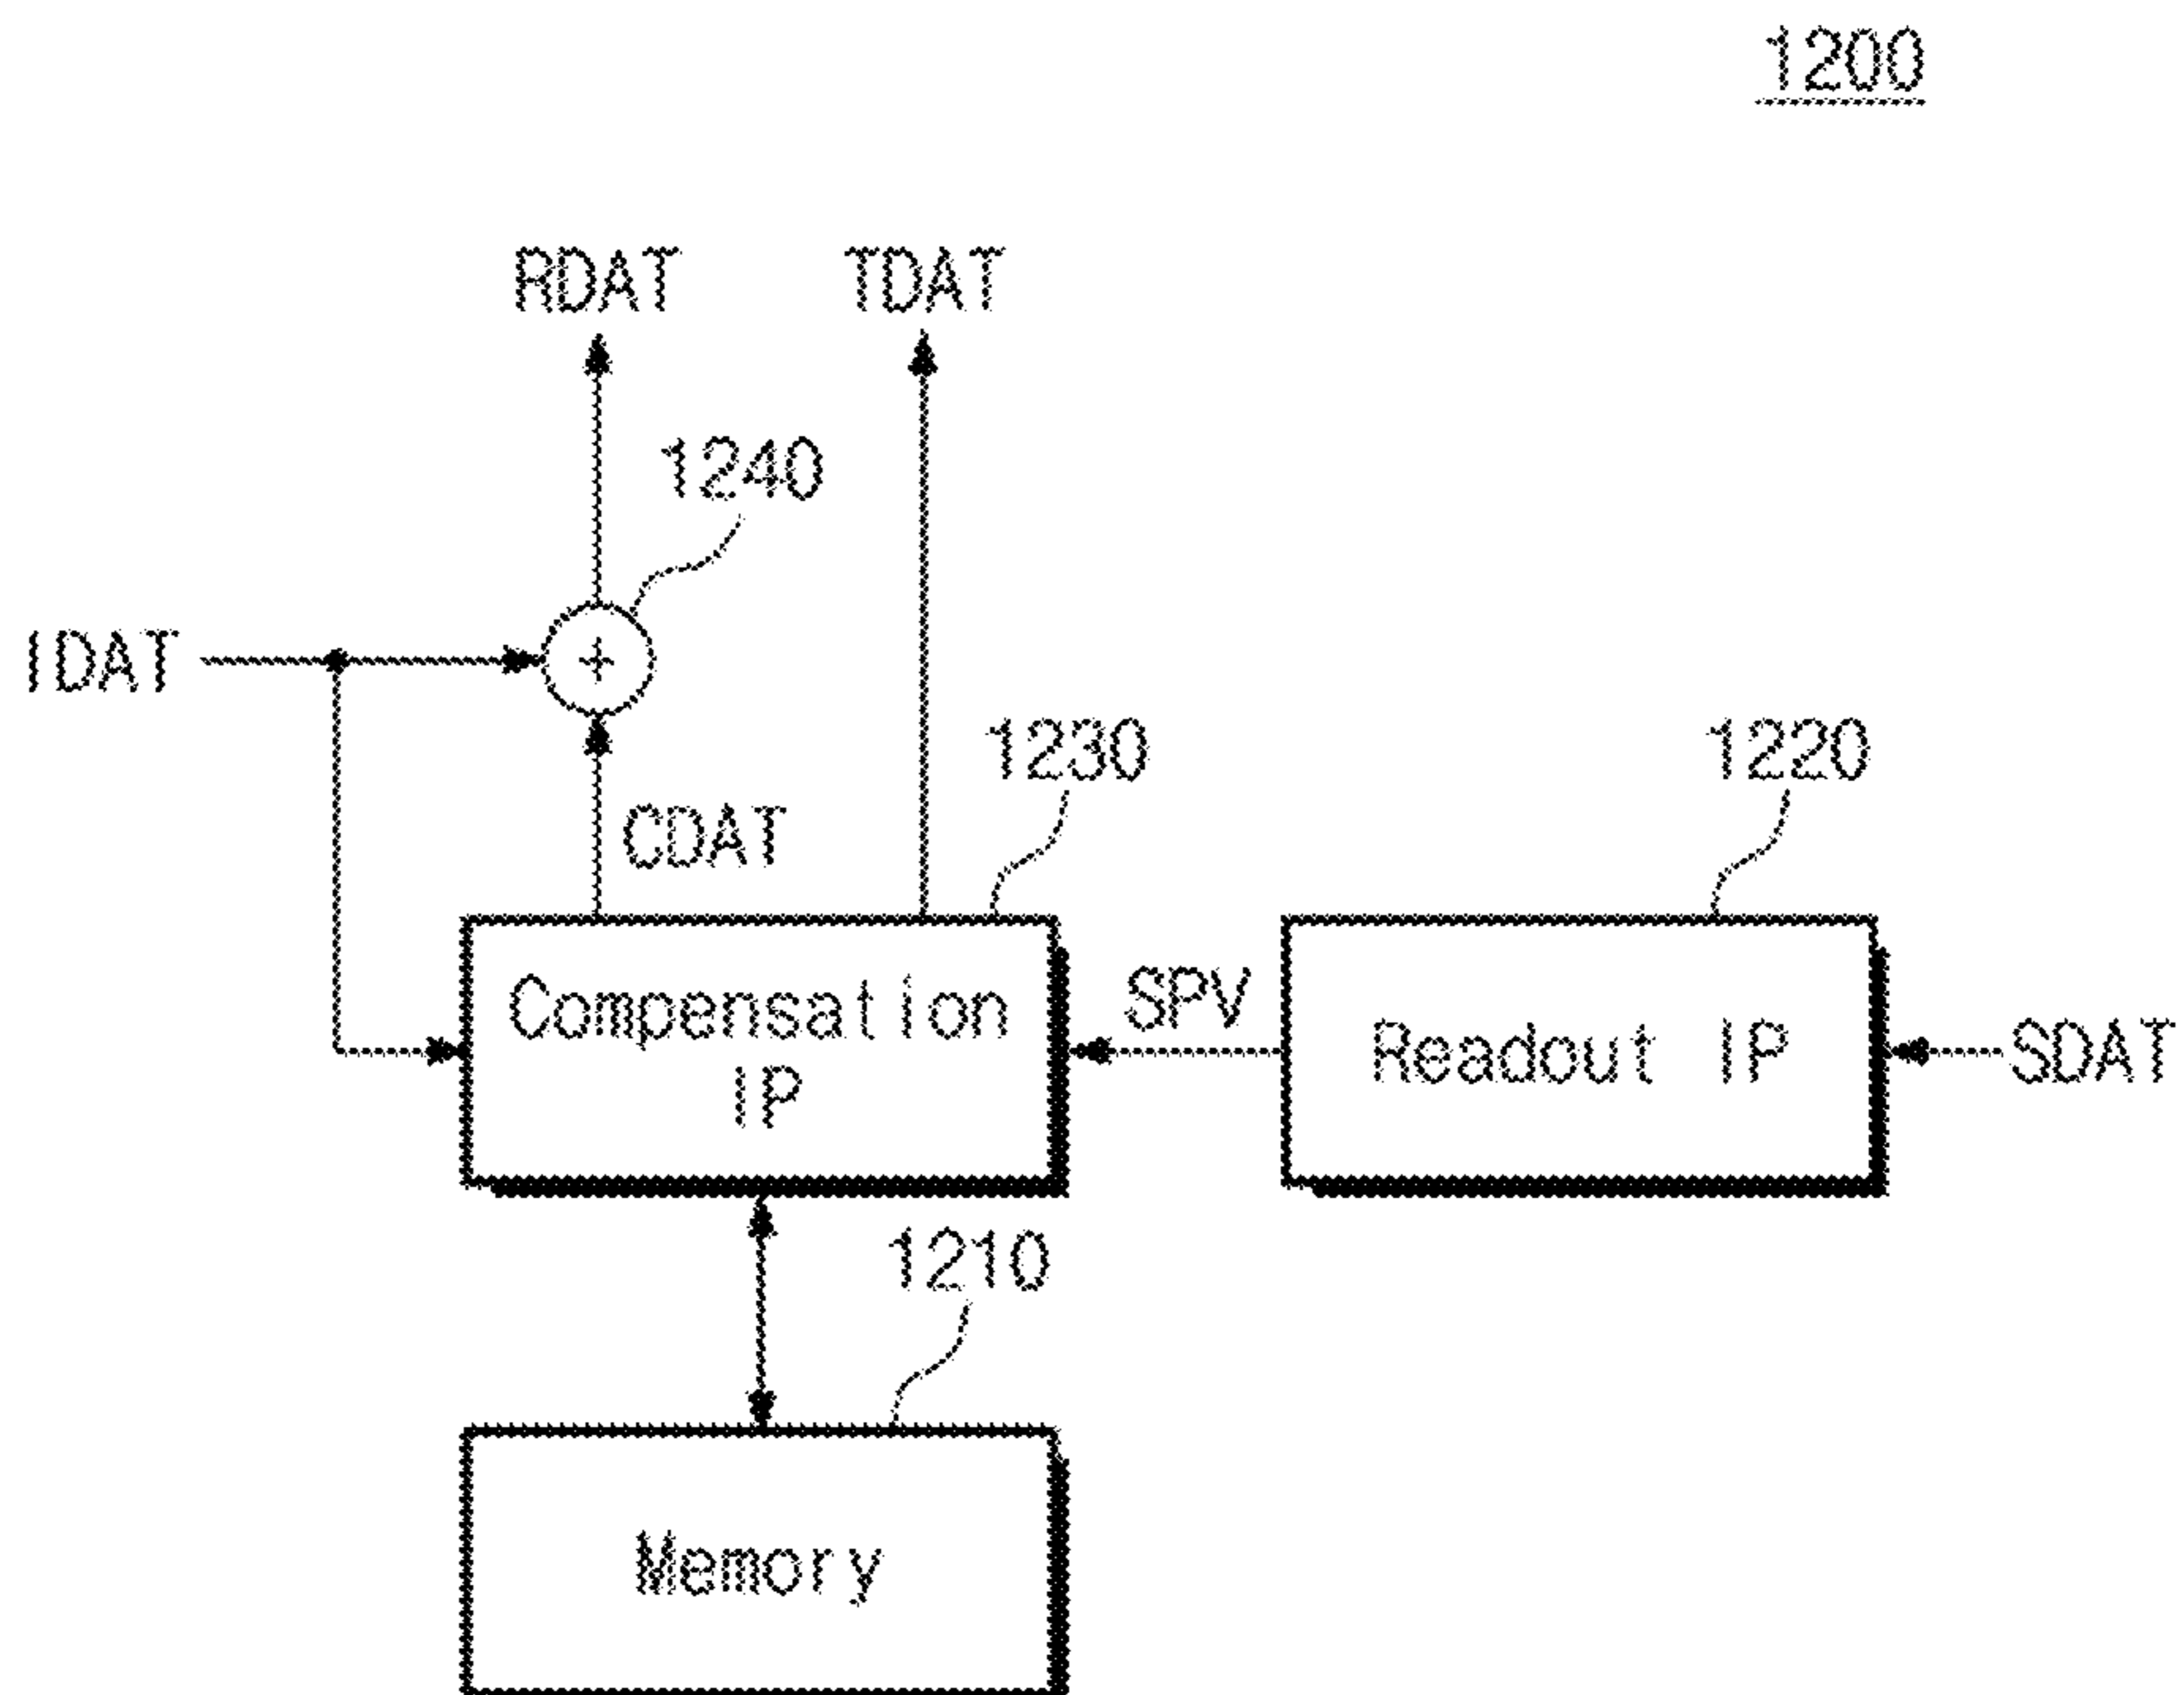 1200
RDAT
TDAT
1240
IDAT
1230
1220
CDAT
Compensation
IP
SPV
Readout IP
SDAT
1210
Memory